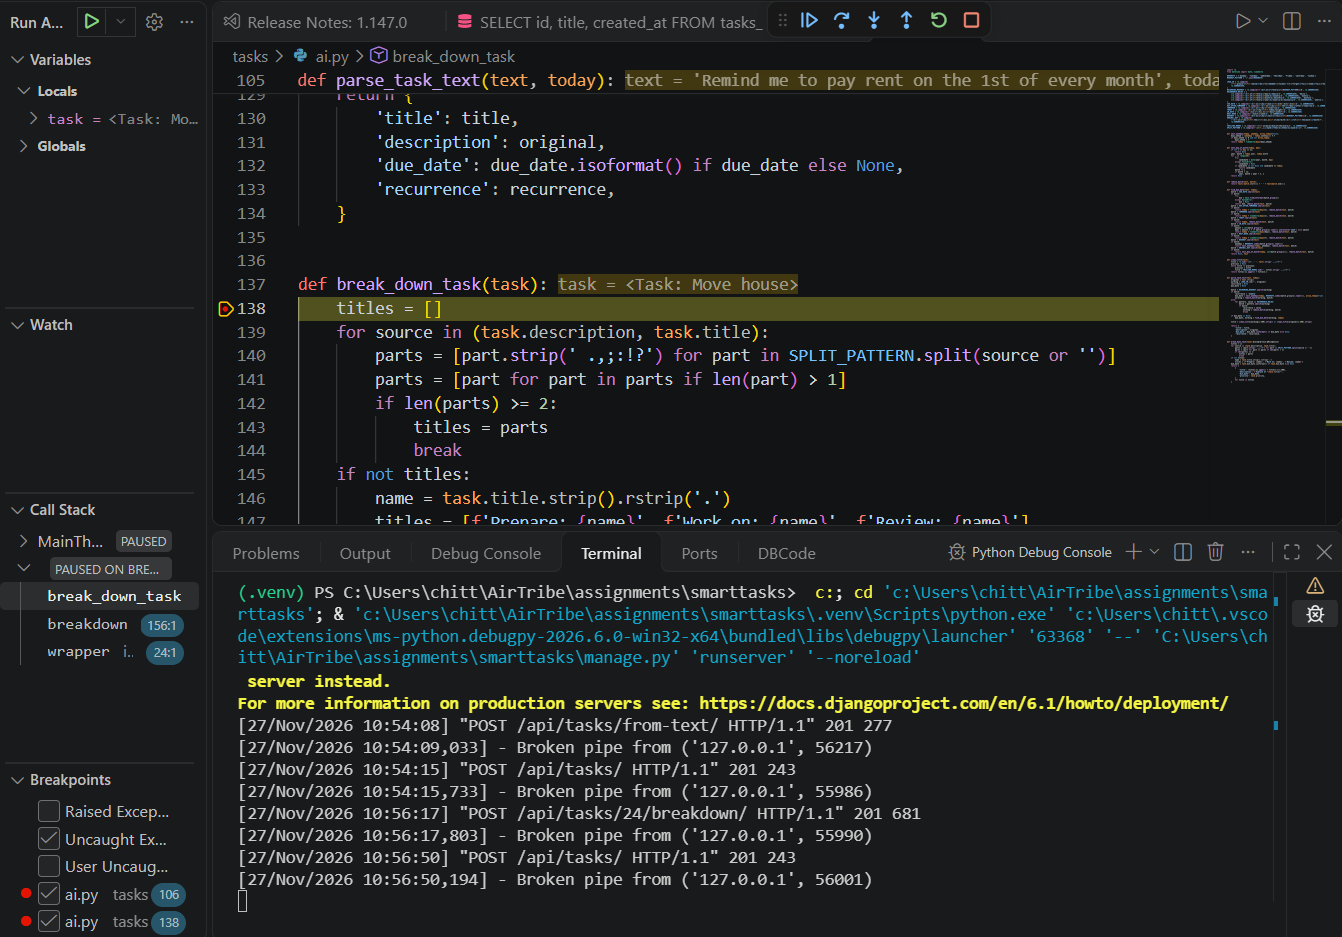 Run A...
Release Notes: 1.147.0
SELECT id, title, created_at FROM tasks_
Variables
Locals
task = <Task: Mo...
Globals
Watch
Call Stack
MainTh... PAUSED
PAUSED ON BRE...
break_down_task
breakdown 156:1
wrapper i.. 24:1
Breakpoints
Raised Excep...
Uncaught Ex...
User Uncaug...
ai.py tasks 106
ai.py tasks 138
tasks > ai.py > break_down_task
105 def parse_task_text(text, today): text = 'Remind me to pay rent on the 1st of every month', toda
129 return {
130 'title': title,
131 'description': original,
132 'due_date': due_date.isoformat() if due_date else None,
133 'recurrence': recurrence,
134 }
135
136
137 def break_down_task(task): task = <Task: Move house>
138 titles = []
139 for source in (task.description, task.title):
140 parts = [part.strip(' .,;:!?') for part in SPLIT_PATTERN.split(source or '')]
141 parts = [part for part in parts if len(part) > 1]
142 if len(parts) >= 2:
143 titles = parts
144 break
145 if not titles:
146 name = task.title.strip().rstrip('.')
147 titles = [f'Prepare: {name}', f'Work on: {name}', f'Review: {name}']
Problems Output Debug Console Terminal Ports DBCode
Python Debug Console
(.venv) PS C:\Users\chitt\AirTribe\assignments\smarttasks> c:; cd 'c:\Users\chitt\AirTribe\assignments\sma
rttasks'; & 'c:\Users\chitt\AirTribe\assignments\smarttasks\.venv\Scripts\python.exe' 'c:\Users\chitt\.vsco
de\extensions\ms-python.debugpy-2026.6.0-win32-x64\bundled\libs\debugpy\launcher' '63368' '--' 'C:\Users\ch
itt\AirTribe\assignments\smarttasks\manage.py' 'runserver' '--noreload'
server instead.
For more information on production servers see: https://docs.djangoproject.com/en/6.1/howto/deployment/
[27/Nov/2026 10:54:08] "POST /api/tasks/from-text/ HTTP/1.1" 201 277
[27/Nov/2026 10:54:09,033] - Broken pipe from ('127.0.0.1', 56217)
[27/Nov/2026 10:54:15] "POST /api/tasks/ HTTP/1.1" 201 243
[27/Nov/2026 10:54:15,733] - Broken pipe from ('127.0.0.1', 55986)
[27/Nov/2026 10:56:17] "POST /api/tasks/24/breakdown/ HTTP/1.1" 201 681
[27/Nov/2026 10:56:17,803] - Broken pipe from ('127.0.0.1', 55990)
[27/Nov/2026 10:56:50] "POST /api/tasks/ HTTP/1.1" 201 243
[27/Nov/2026 10:56:50,194] - Broken pipe from ('127.0.0.1', 56001)